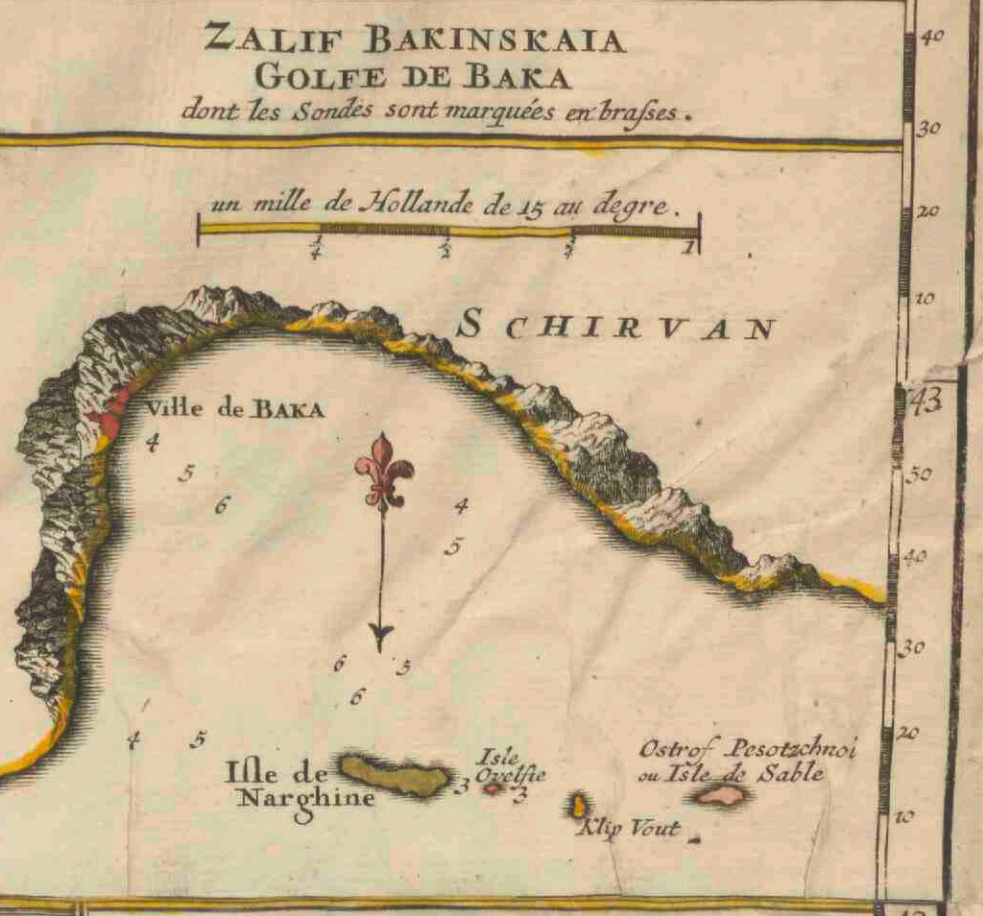 ZALIF BAKINSKAIA
GOLFE DE BAKA
dont les Sondes sont marquées en braſses.
un mille de Hollande de 15 au degre.
1/4 1/2 3/4 1
SCHIRVAN
Ville de BAKA
4
5
6
4
5
6 5
6
4 5
Iſle de
Narghine
3
Isle
3
Klip Vout
Ostrof Pesotzchnoi
ou Isle de Sable
40
30
20
10
43
50
40
30
20
10